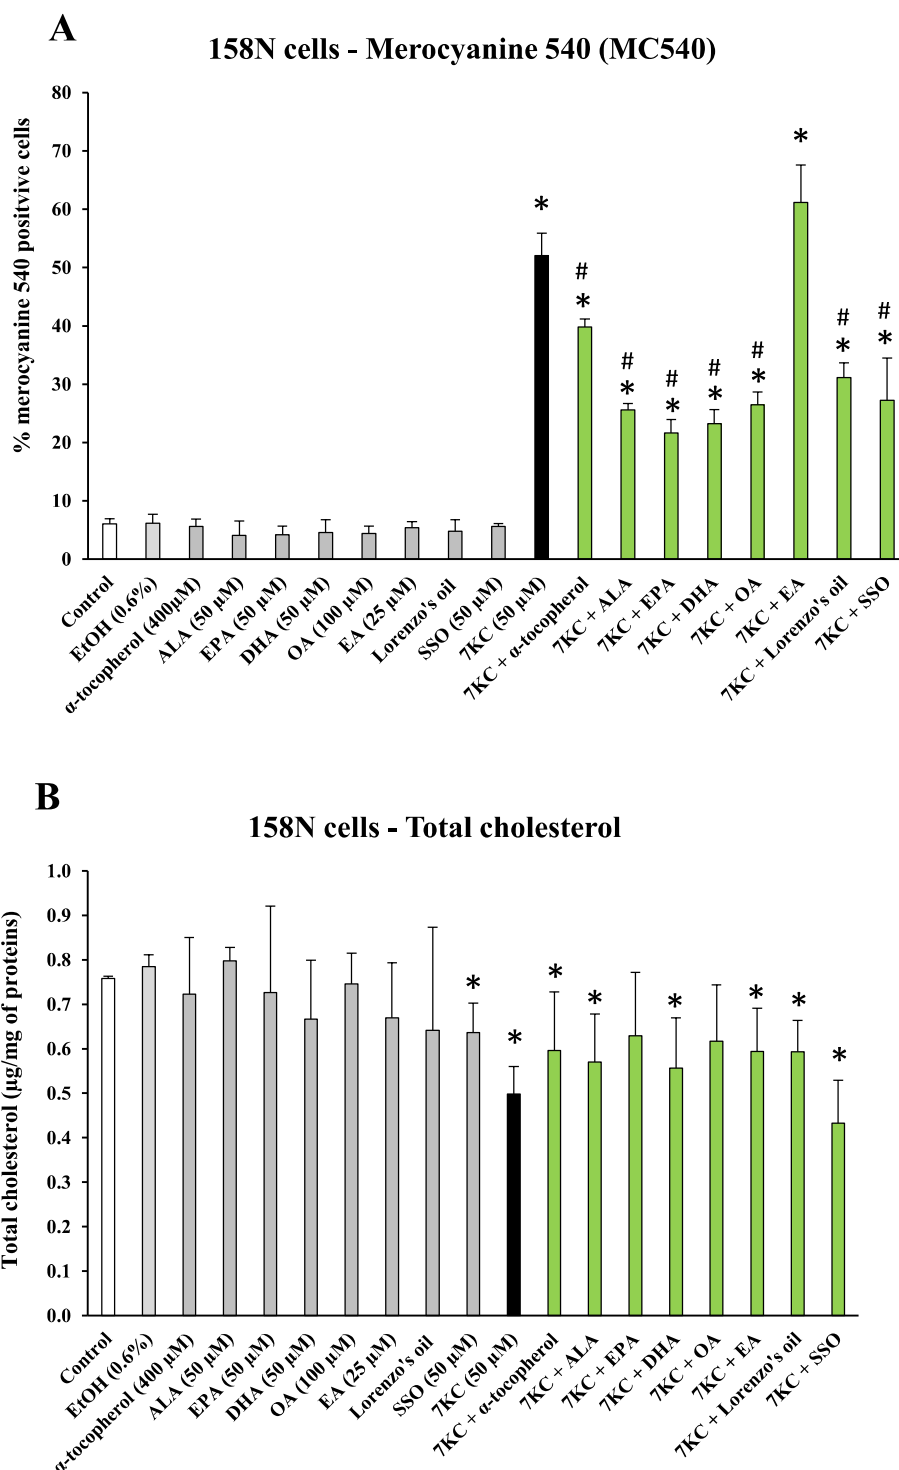 A
158N cells - Merocyanine 540 (MC540)
% merocyanine 540 positvive cells
80
70
60
50
40
30
20
10
0
*
#
*
#
*
#
*
#
*
#
*
*
#
*
#
*
Control
EtOH (0.6%)
α-tocopherol (400µM)
ALA (50 µM)
EPA (50 µM)
DHA (50 µM)
OA (100 µM)
EA (25 µM)
Lorenzo's oil
SSO (50 µM)
7KC (50 µM)
7KC + α-tocopherol
7KC + ALA
7KC + EPA
7KC + DHA
7KC + OA
7KC + EA
7KC + Lorenzo's oil
7KC + SSO
B
158N cells - Total cholesterol
Total cholesterol (µg/mg of proteins)
1.0
0.9
0.8
0.7
0.6
0.5
0.4
0.3
0.2
0.1
0.0
*
*
*
*
*
*
*
*
Control
EtOH (0.6%)
α-tocopherol (400 µM)
ALA (50 µM)
EPA (50 µM)
DHA (50 µM)
OA (100 µM)
EA (25 µM)
Lorenzo's oil
SSO (50 µM)
7KC (50 µM)
7KC + α-tocopherol
7KC + ALA
7KC + EPA
7KC + DHA
7KC + OA
7KC + EA
7KC + Lorenzo's oil
7KC + SSO